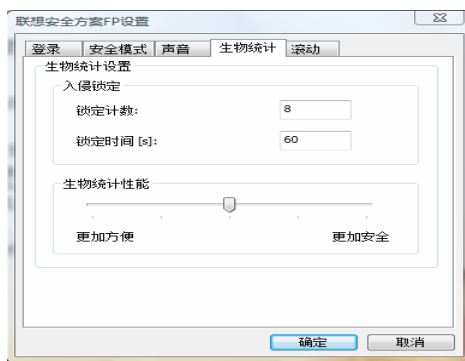 联想安全方案FP设置
登录 安全模式 声音 生物统计 滚动
生物统计设置
入侵锁定
锁定计数: 8
锁定时间 [s]: 60
生物统计性能
更加方便 更加安全
确定 取消